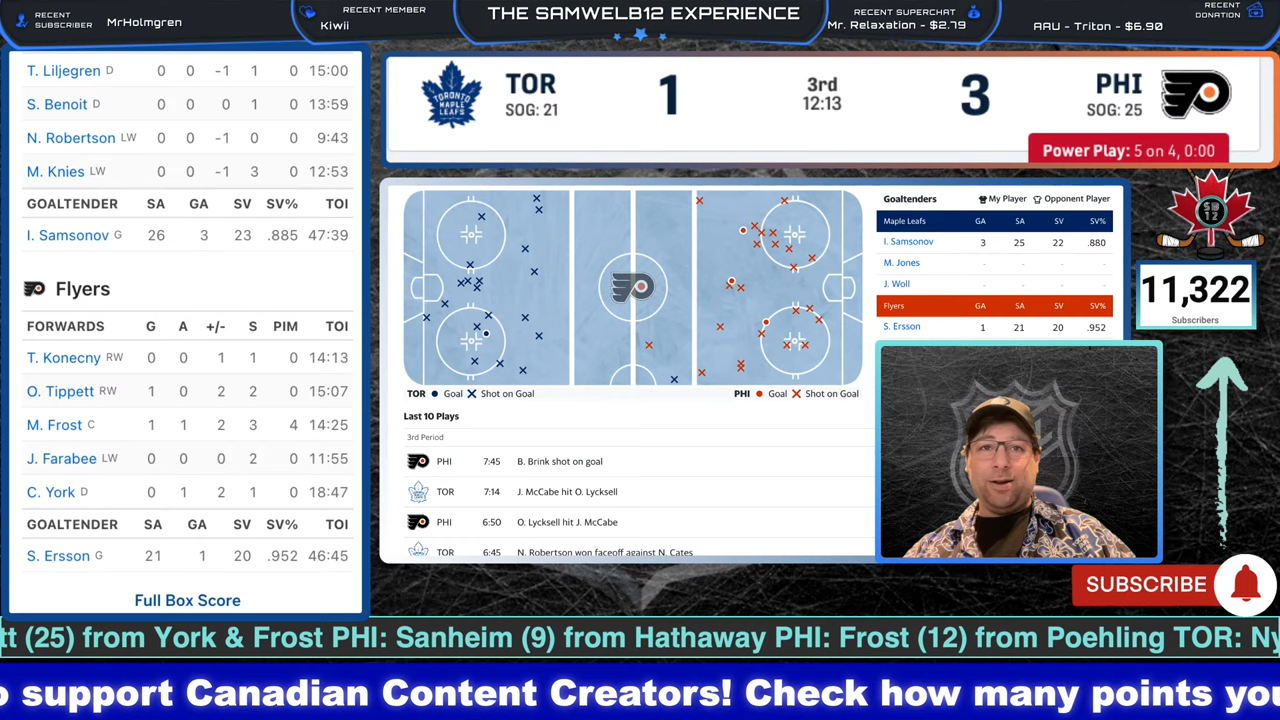 RECENT SUBSCRIBER MrHolmgren
RECENT MEMBER
Kiwii
THE SAMWELB12 EXPERIENCE
RECENT SUPERCHAT
Mr. Relaxation - $2.79
RECENT DONATION
AAU - Triton - $6.90
T. Liljegren D 0 0 -1 1 0 15:00
S. Benoit D 0 0 0 1 0 13:59
N. Robertson LW 0 0 -1 0 0 9:43
M. Knies LW 0 0 -1 3 0 12:53
GOALTENDER SA GA SV SV% TOI
I. Samsonov G 26 3 23 .885 47:39
Flyers
FORWARDS G A +/- S PIM TOI
T. Konecny RW 0 0 1 1 0 14:13
O. Tippett RW 1 0 2 2 0 15:07
M. Frost C 1 1 2 3 4 14:25
J. Farabee LW 0 0 0 2 0 11:55
C. York D 0 1 2 1 0 18:47
GOALTENDER SA GA SV SV% TOI
S. Ersson G 21 1 20 .952 46:45
Full Box Score
TORONTO MAPLE LEAFS
TOR 1 3rd 3 PHI
SOG: 21 12:13 SOG: 25
Power Play: 5 on 4, 0:00
TOR Goal Shot on Goal
PHI Goal Shot on Goal
Last 10 Plays
3rd Period
PHI 7:45 B. Brink shot on goal
TOR 7:14 J. McCabe hit O. Lycksell
PHI 6:50 O. Lycksell hit J. McCabe
TOR 6:45 N. Robertson won faceoff against N. Cates
Goaltenders My Player Opponent Player
Maple Leafs GA SA SV SV%
I. Samsonov 3 25 22 .880
M. Jones - - - -
J. Woll - - - -
Flyers GA SA SV SV%
S. Ersson 1 21 20 .952
SB
12
11,322
Subscribers
NHL
SUBSCRIBE
tt (25) from York & Frost PHI: Sanheim (9) from Hathaway PHI: Frost (12) from Poehling TOR: Ny
o support Canadian Content Creators! Check how many points you